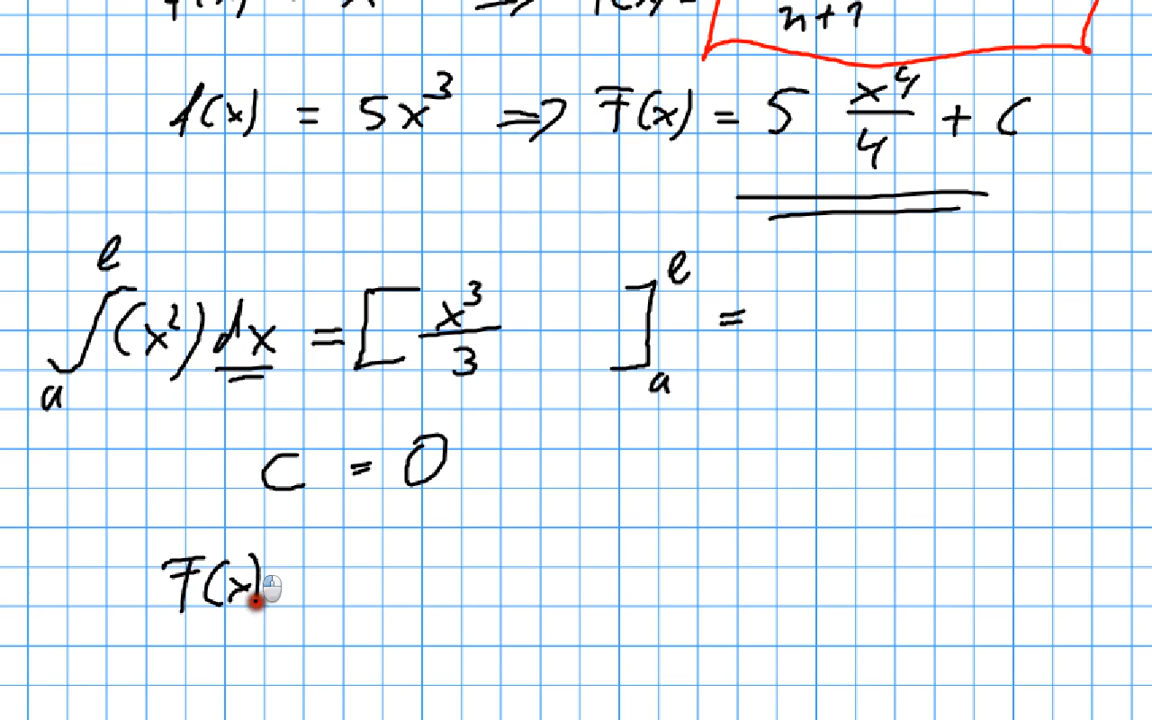 n+1
f(x) = 5x³ ⇒ F(x) = 5 x⁴/4 + C
∫ₐᵉ (x²) dx = [ x³/3 ]ₐᵉ =
C = 0
F(x)